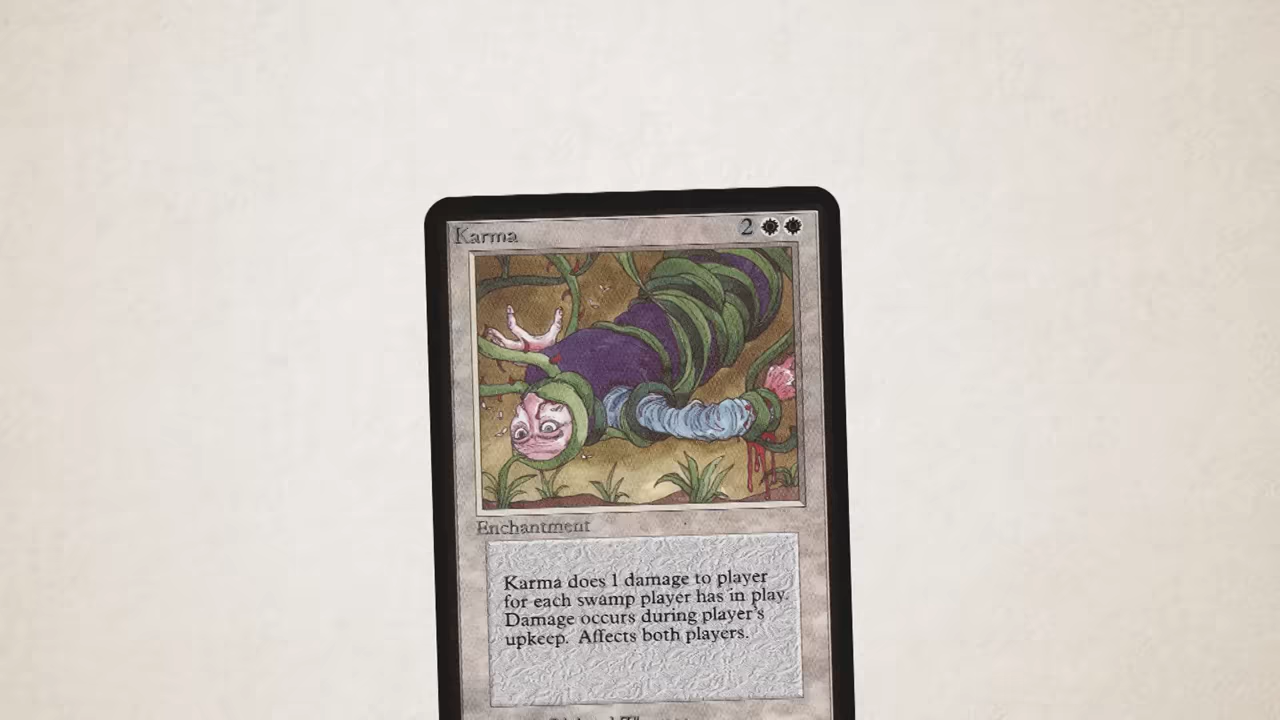 Karma 2
Enchantment
Karma does 1 damage to player
for each swamp player has in play.
Damage occurs during player's
upkeep. Affects both players.